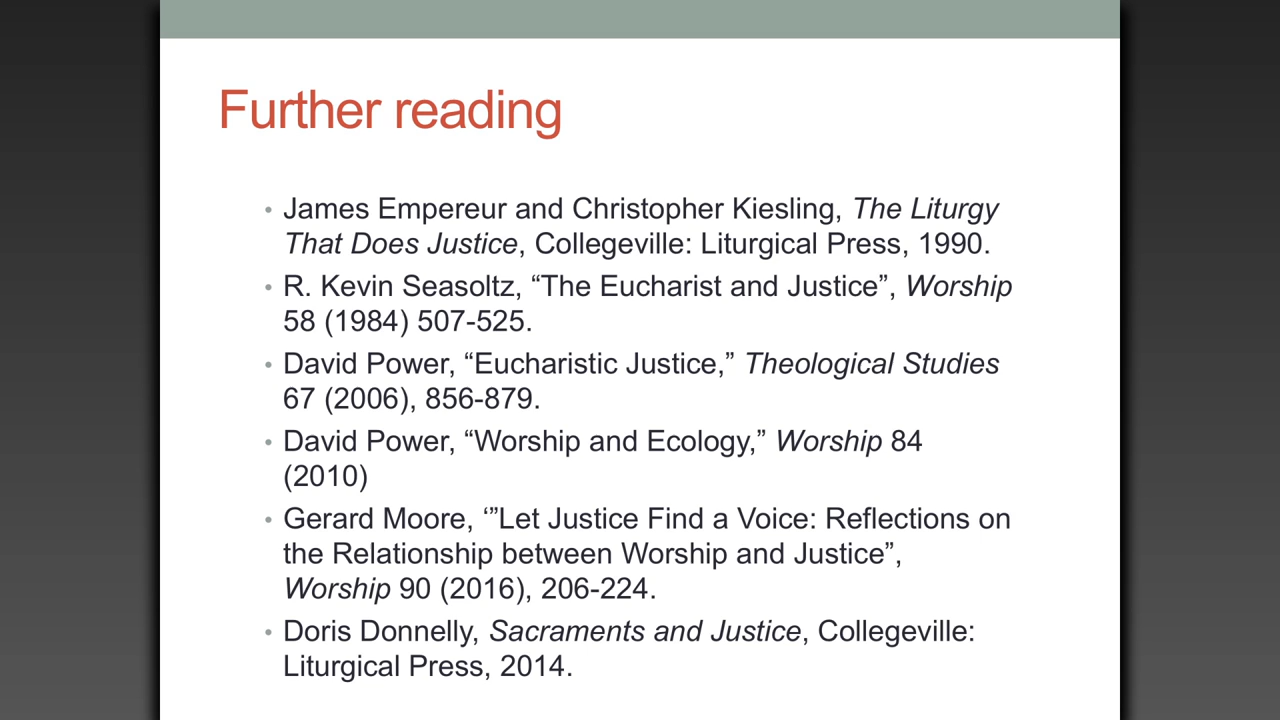 Further reading
• James Empereur and Christopher Kiesling, The Liturgy
That Does Justice, Collegeville: Liturgical Press, 1990.
• R. Kevin Seasoltz, “The Eucharist and Justice”, Worship
58 (1984) 507-525.
• David Power, “Eucharistic Justice,” Theological Studies
67 (2006), 856-879.
• David Power, “Worship and Ecology,” Worship 84
(2010)
• Gerard Moore, ‘”Let Justice Find a Voice: Reflections on
the Relationship between Worship and Justice”,
Worship 90 (2016), 206-224.
• Doris Donnelly, Sacraments and Justice, Collegeville:
Liturgical Press, 2014.